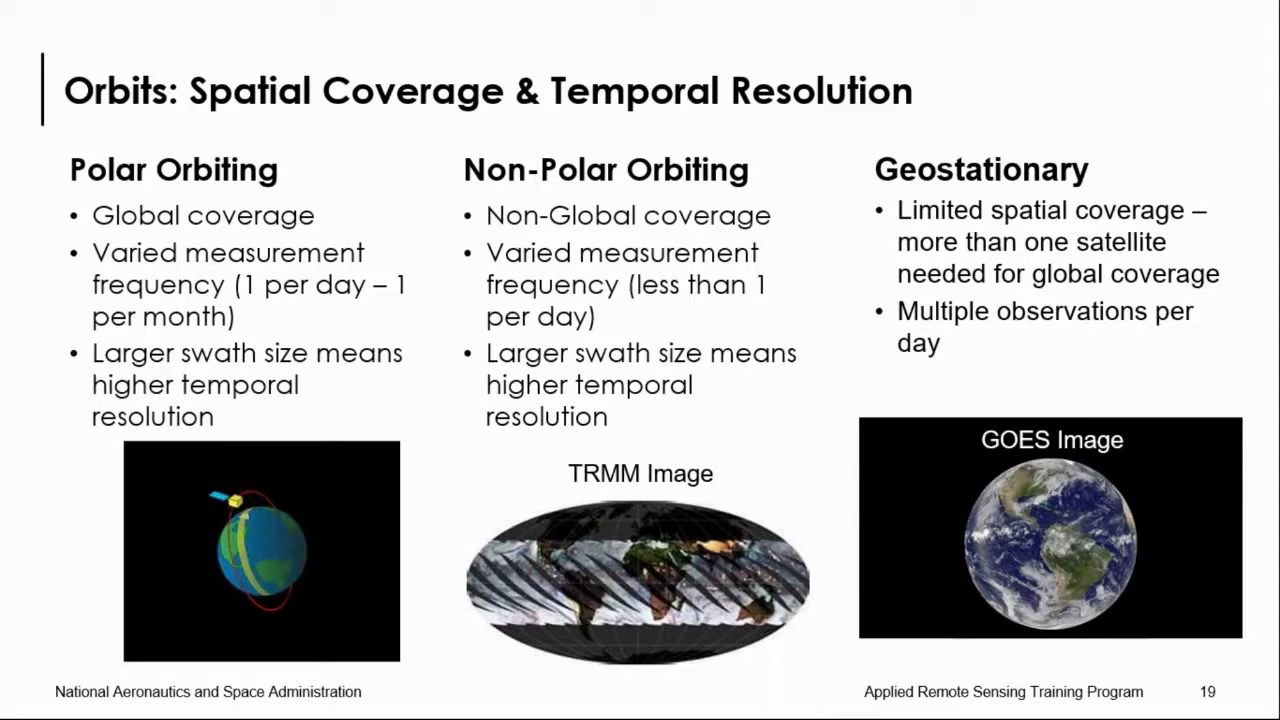 Orbits: Spatial Coverage & Temporal Resolution
Polar Orbiting
• Global coverage
• Varied measurement
frequency (1 per day – 1
per month)
• Larger swath size means
higher temporal
resolution
Non-Polar Orbiting
• Non-Global coverage
• Varied measurement
frequency (less than 1
per day)
• Larger swath size means
higher temporal
resolution
TRMM Image
Geostationary
• Limited spatial coverage –
more than one satellite
needed for global coverage
• Multiple observations per
day
GOES Image
National Aeronautics and Space Administration
Applied Remote Sensing Training Program
19